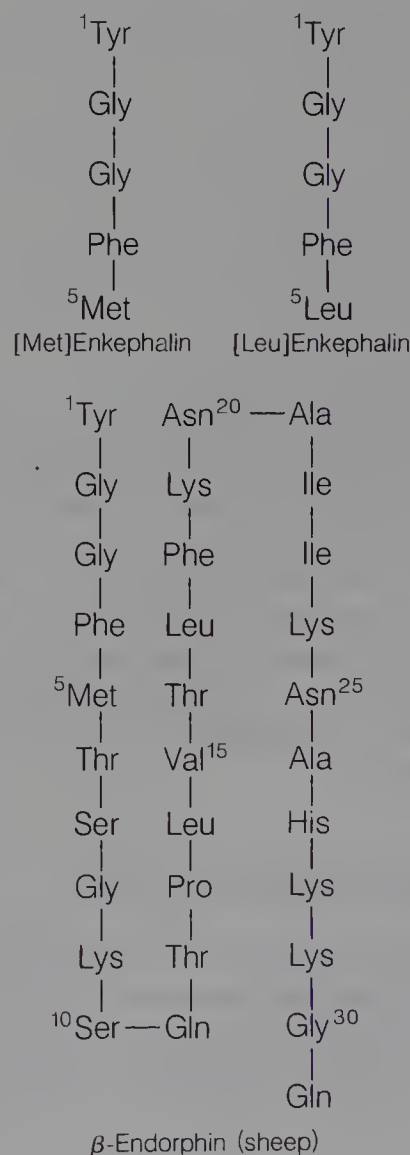 ¹Tyr ¹Tyr
Gly Gly
Gly Gly
Phe Phe
⁵Met ⁵Leu
[Met]Enkephalin [Leu]Enkephalin
¹Tyr Asn²⁰ — Ala
Gly Lys Ile
Gly Phe Ile
Phe Leu Lys
⁵Met Thr Asn²⁵
Thr Val¹⁵ Ala
Ser Leu His
Gly Pro Lys
Lys Thr Lys
¹⁰Ser — Gln Gly³⁰
Gln
β-Endorphin (sheep)